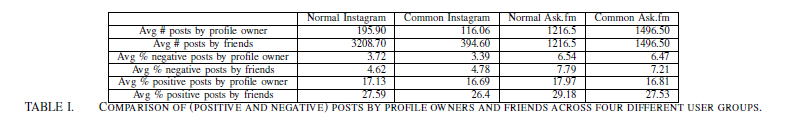 Normal Instagram Common Instagram Normal Ask.fm Common Ask.fm
Avg # posts by profile owner 195.90 116.06 1216.5 1496.50
Avg # posts by friends 3208.70 394.60 1216.5 1496.50
Avg % negative posts by profile owner 3.72 3.39 6.54 6.47
Avg % negative posts by friends 4.62 4.78 7.79 7.21
Avg % positive posts by profile owner 17.13 16.69 17.97 16.81
Avg % positive posts by friends 27.59 26.4 29.18 27.53
TABLE I. COMPARISON OF (POSITIVE AND NEGATIVE) POSTS BY PROFILE OWNERS AND FRIENDS ACROSS FOUR DIFFERENT USER GROUPS.